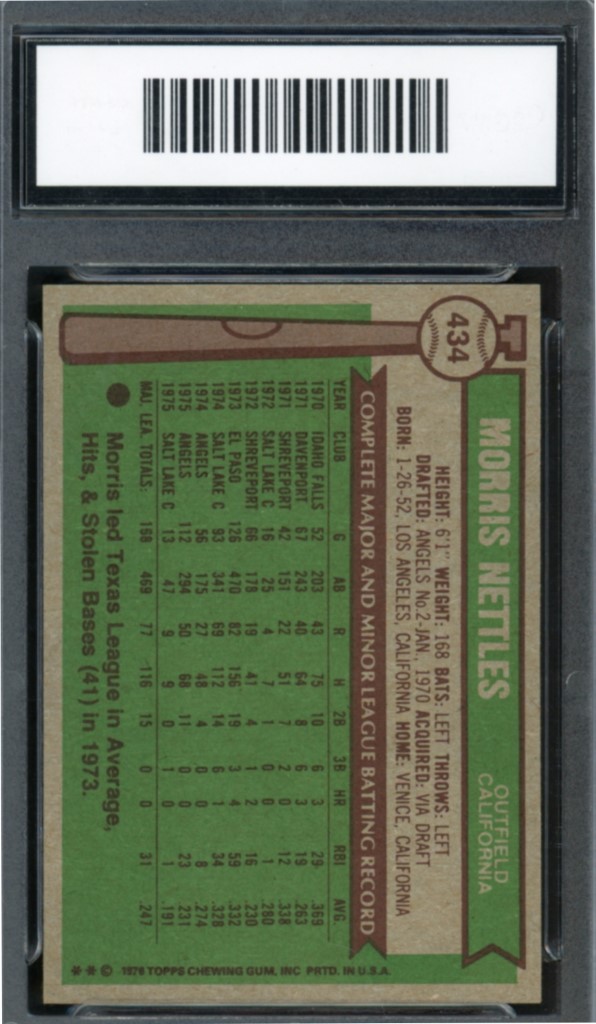 434
MORRIS NETTLES
OUTFIELD
CALIFORNIA
HEIGHT: 6'1" WEIGHT: 168 BATS: LEFT THROWS: LEFT
DRAFTED: ANGELS No.2-JAN., 1970 ACQUIRED: VIA DRAFT
BORN: 1-26-52, LOS ANGELES, CALIFORNIA HOME: VENICE, CALIFORNIA
COMPLETE MAJOR AND MINOR LEAGUE BATTING RECORD
YEAR CLUB G AB R H 2B 3B HR RBI AVG.
1970 IDAHO FALLS 52 203 43 75 10 6 3 29 .369
1971 DAVENPORT 67 243 40 64 8 6 3 19 .263
1971 SHREVEPORT 42 151 22 51 7 2 0 12 .338
1972 SALT LAKE C 16 25 4 7 1 0 0 1 .280
1972 SHREVEPORT 66 178 19 41 4 1 2 16 .230
1973 EL PASO 126 470 82 156 19 3 4 59 .332
1974 SALT LAKE C 93 341 69 112 14 6 1 34 .328
1974 ANGELS 56 175 27 48 4 0 0 8 .274
1975 ANGELS 112 294 50 68 11 0 0 23 .231
1975 SALT LAKE C 13 47 9 9 0 1 0 1 .191
MAJ. LEA. TOTALS: 168 469 77 116 15 0 0 31 .247
Morris led Texas League in Average,
Hits, & Stolen Bases (41) in 1973.
** © 1976 TOPPS CHEWING GUM, INC PRTD. IN U.S.A.